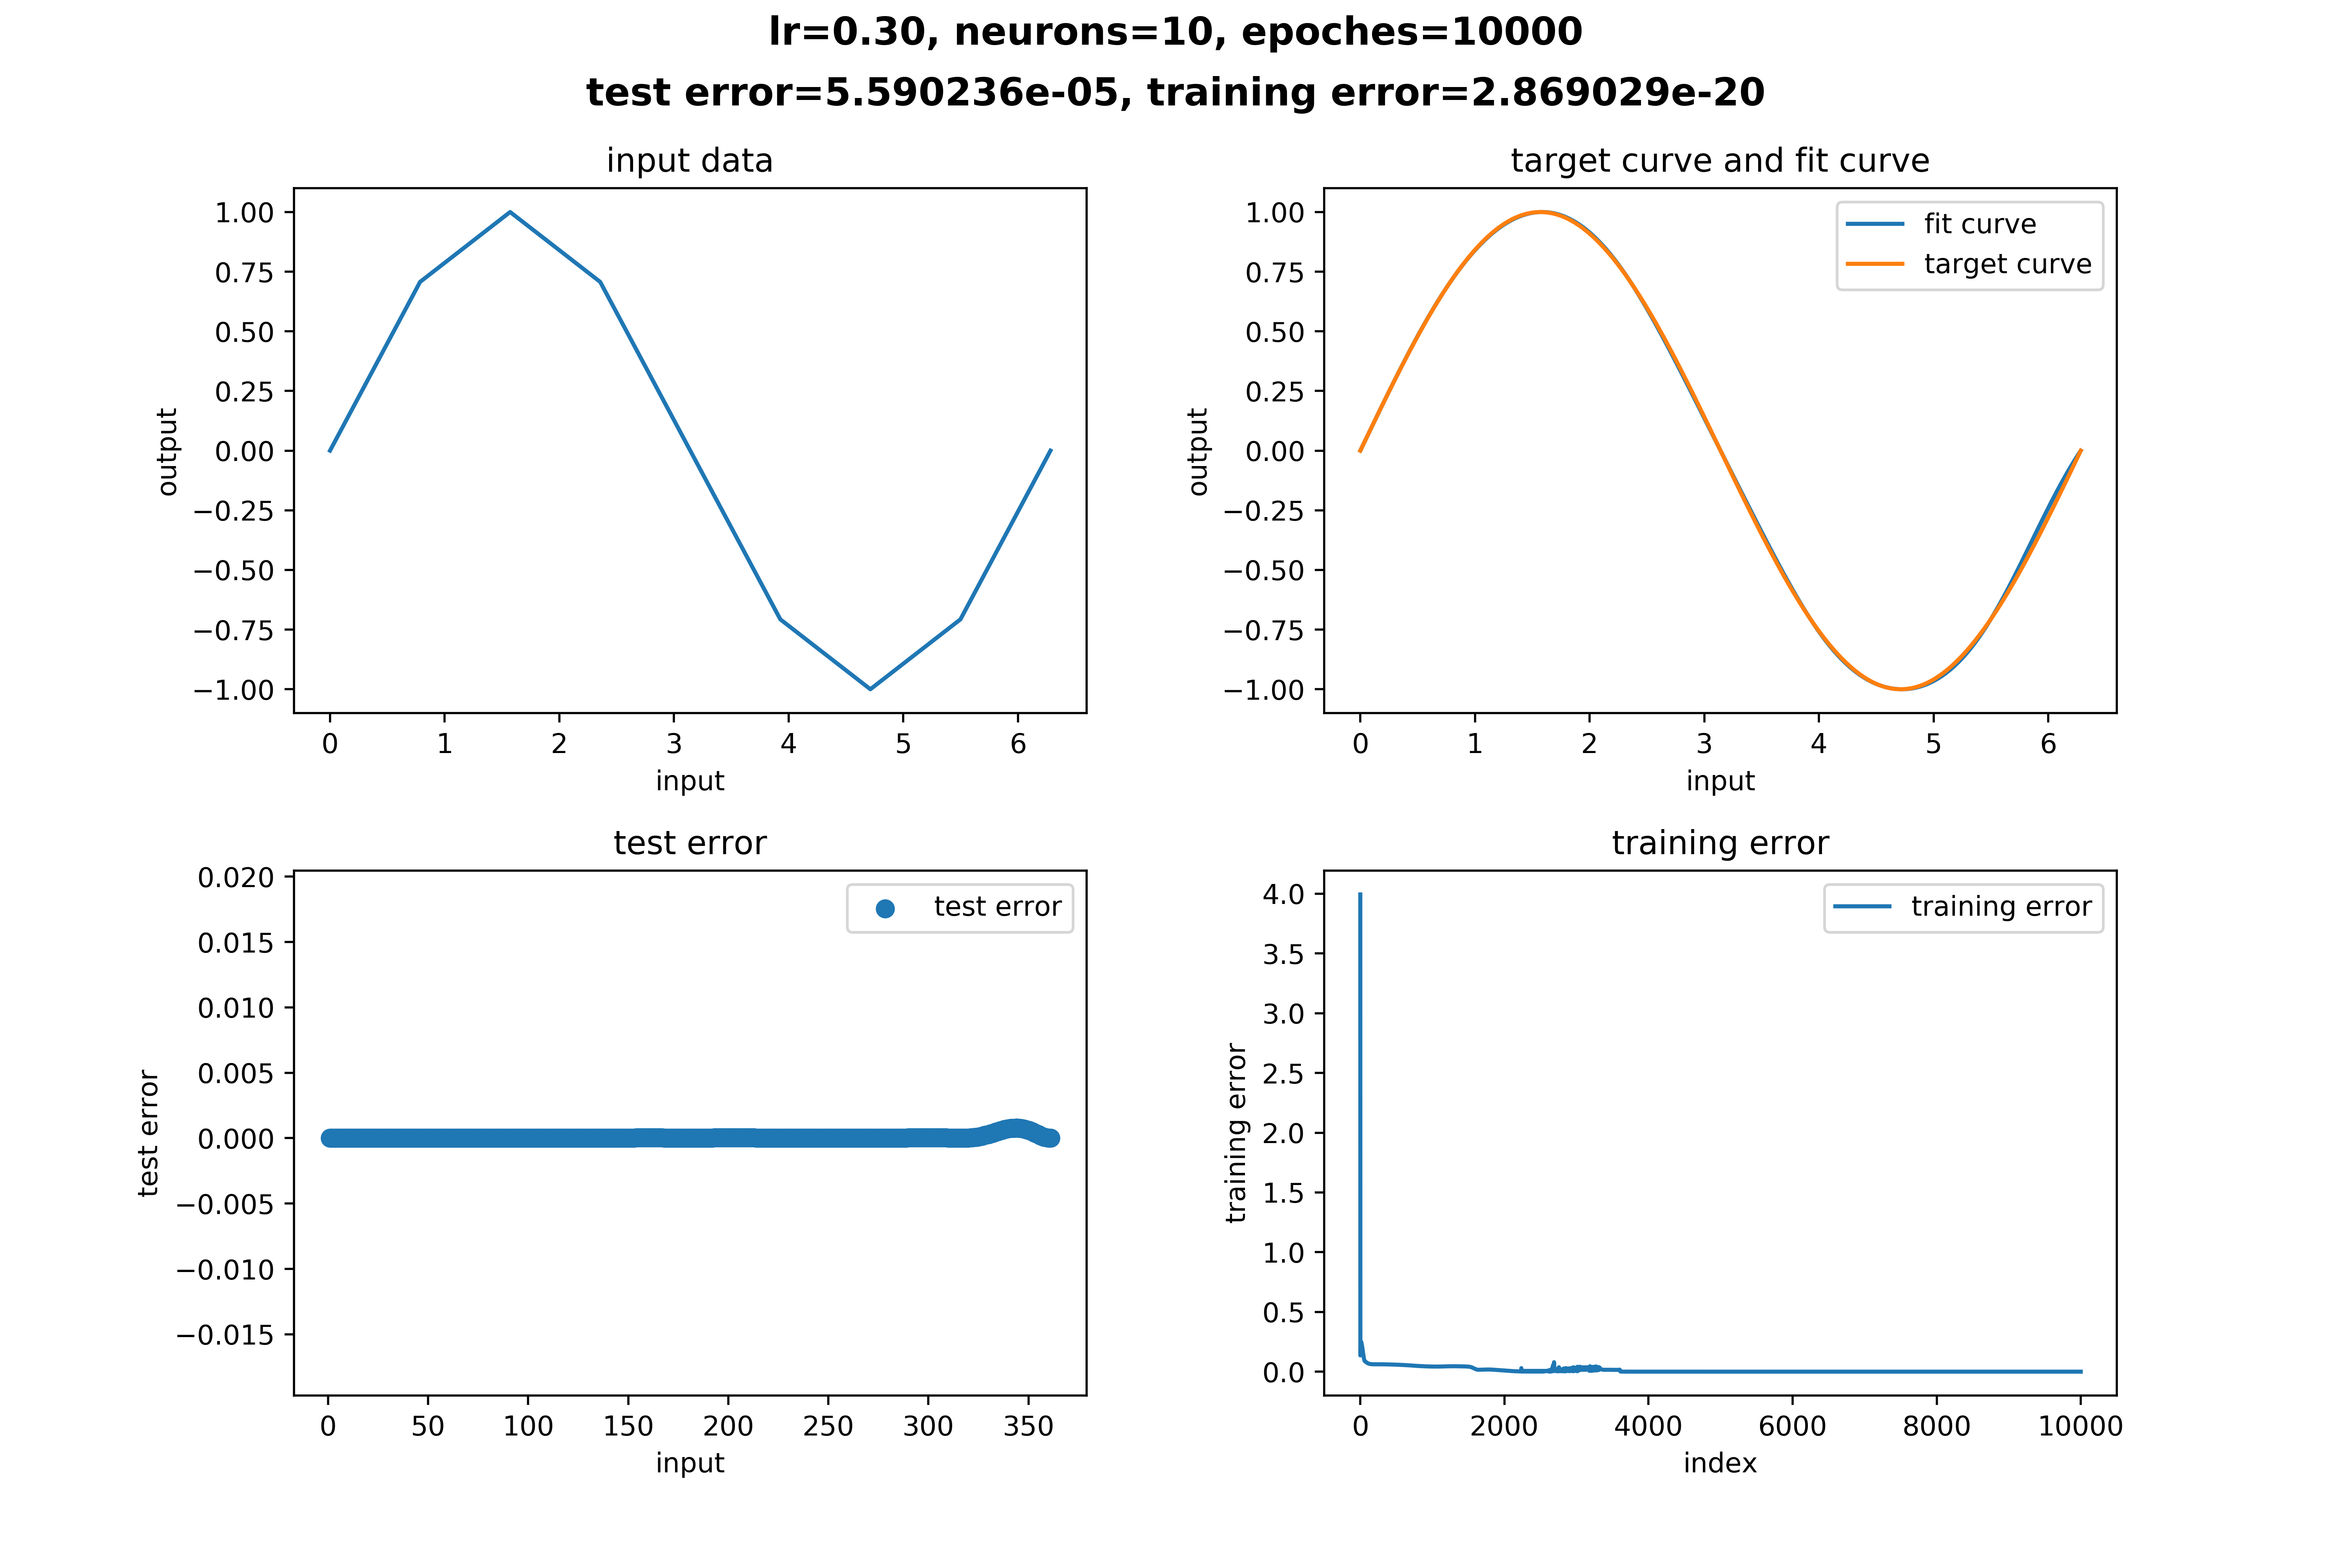 lr=0.30, neurons=10, epoches=10000
test error=5.590236e-05, training error=2.869029e-20
input data
1.00
0.75
0.50
0.25
0.00
−0.25
−0.50
−0.75
−1.00
output
0 1 2 3 4 5 6
input
target curve and fit curve
fit curve
target curve
1.00
0.75
0.50
0.25
0.00
−0.25
−0.50
−0.75
−1.00
output
0 1 2 3 4 5 6
input
test error
test error
0.020
0.015
0.010
0.005
0.000
−0.005
−0.010
−0.015
test error
0 50 100 150 200 250 300 350
input
training error
training error
4.0
3.5
3.0
2.5
2.0
1.5
1.0
0.5
0.0
training error
0 2000 4000 6000 8000 10000
index